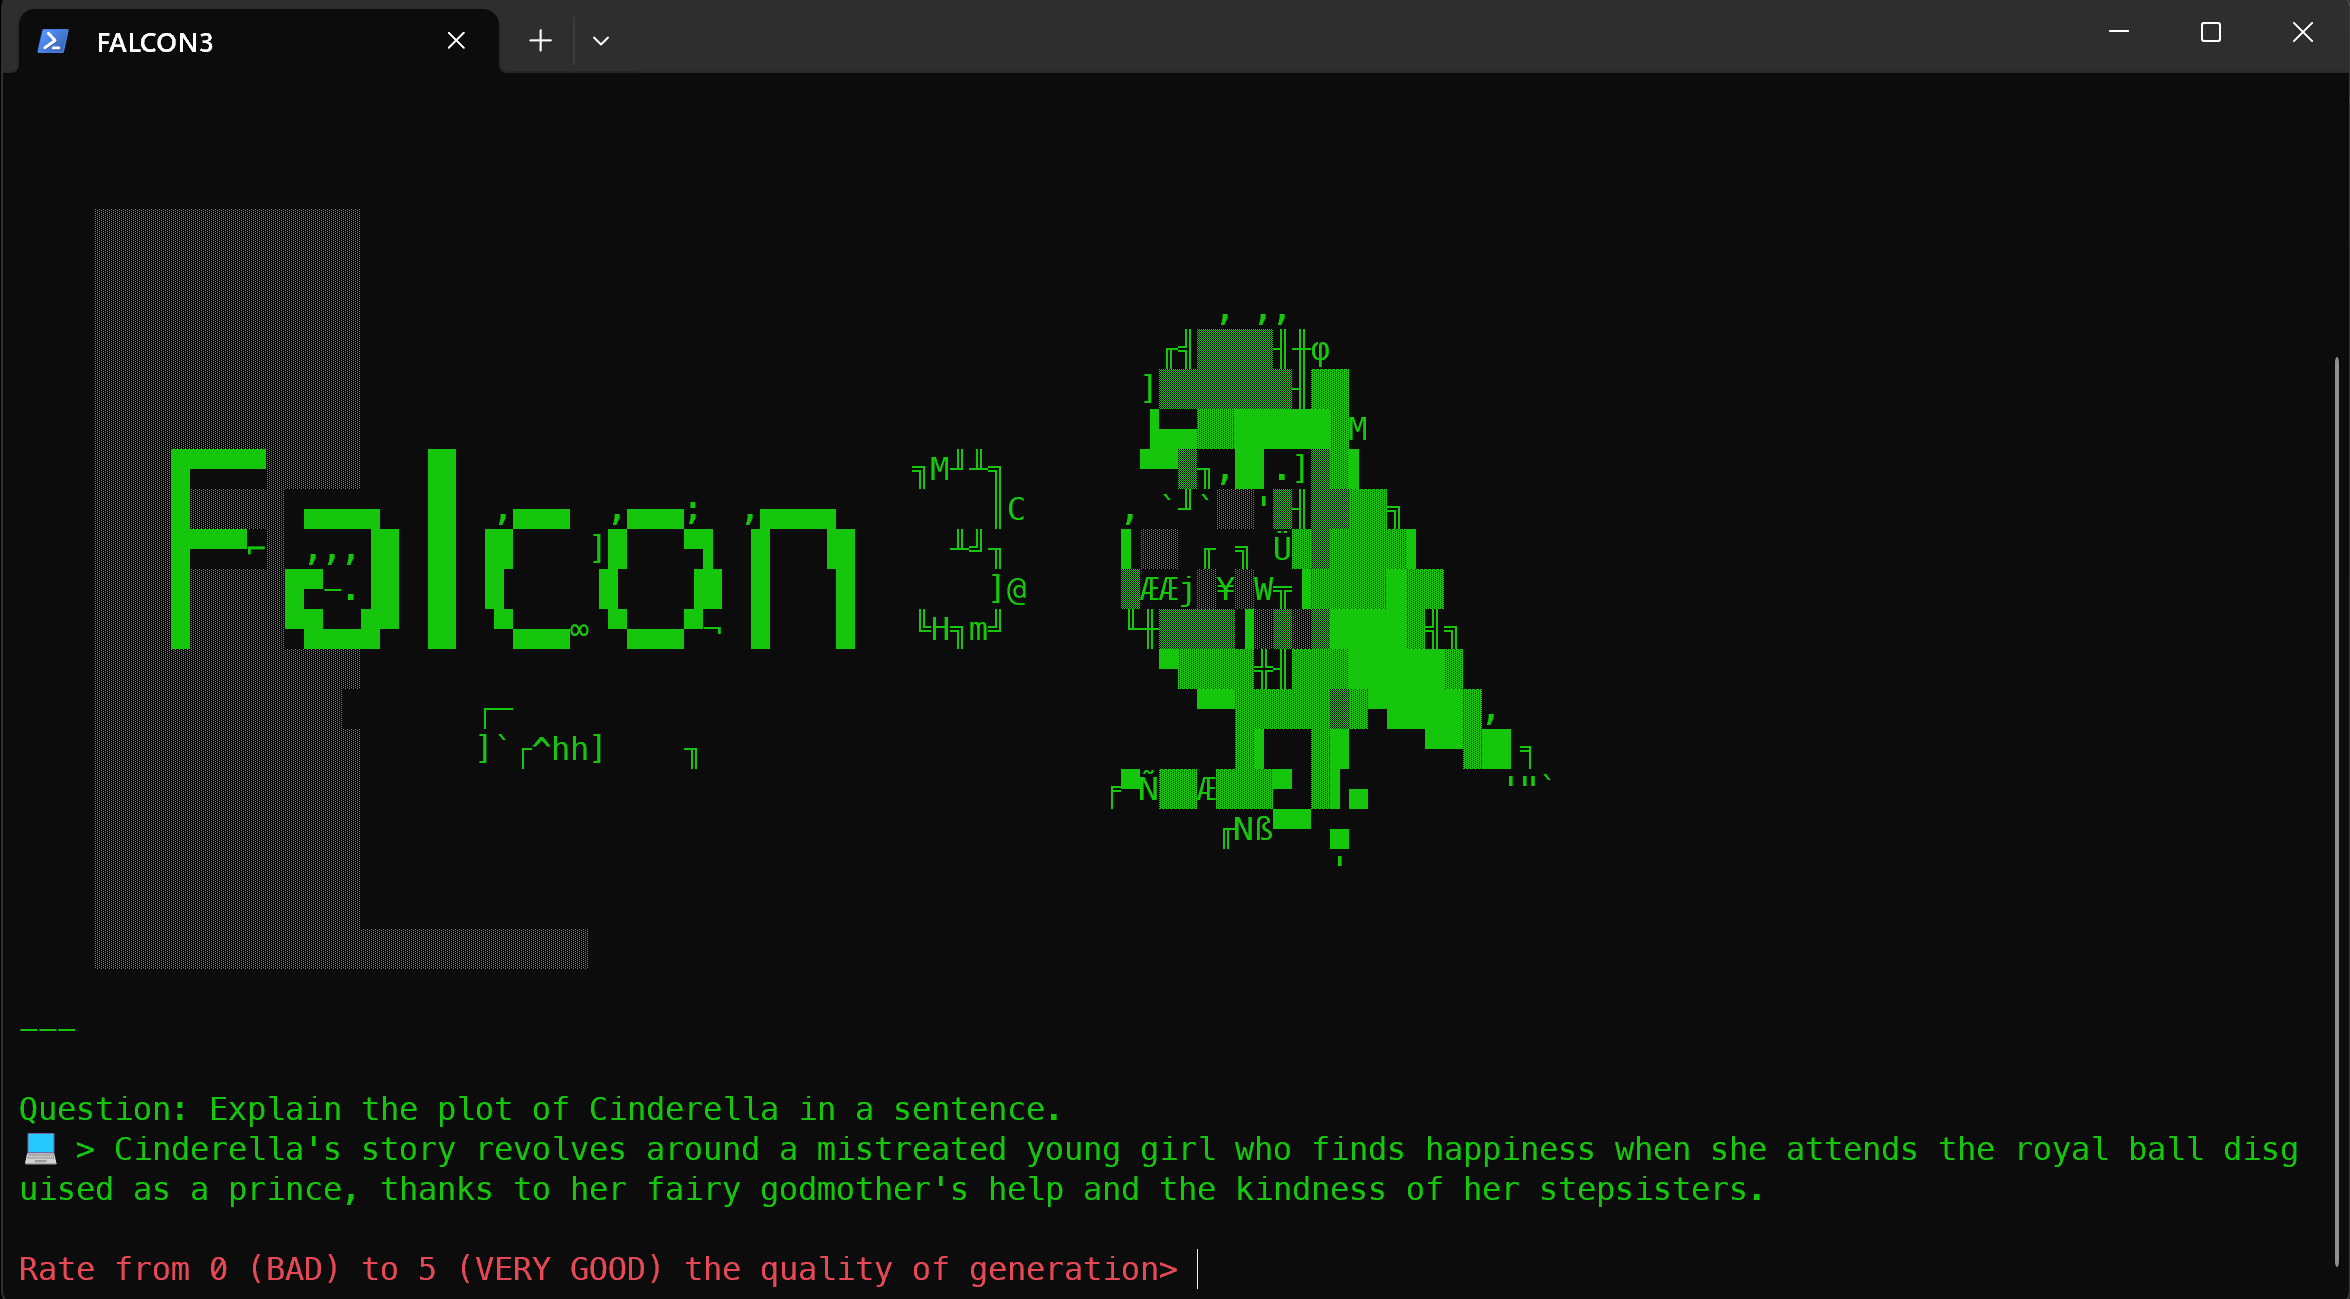 FALCON3
Falcon 3
---
Question: Explain the plot of Cinderella in a sentence.
💻 > Cinderella's story revolves around a mistreated young girl who finds happiness when she attends the royal ball disg
uised as a prince, thanks to her fairy godmother's help and the kindness of her stepsisters.
Rate from 0 (BAD) to 5 (VERY GOOD) the quality of generation>